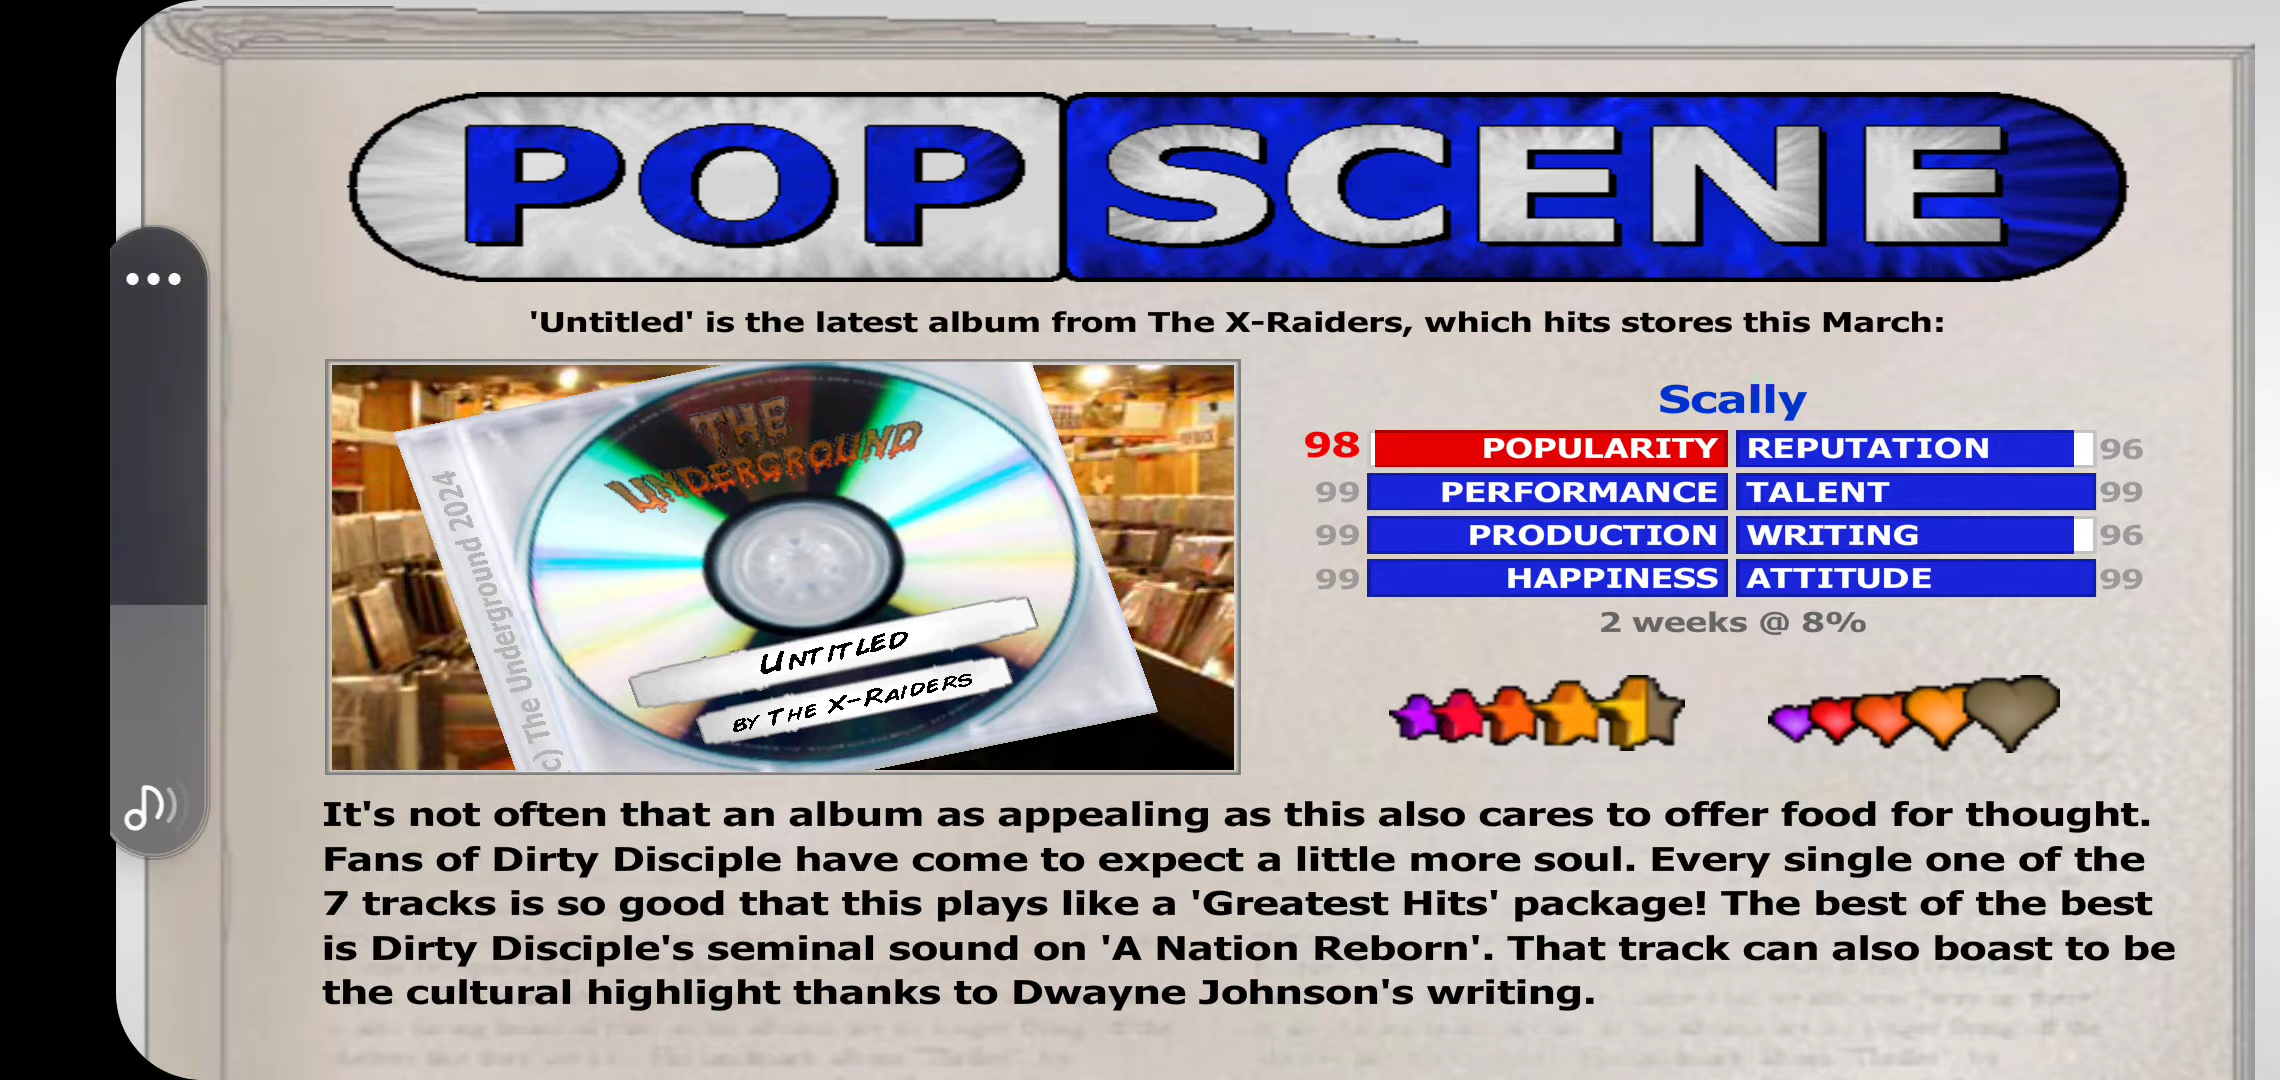 POP SCENE
'Untitled' is the latest album from The X-Raiders, which hits stores this March:
THE
UNDERGROUND
c) The Underground 2024
UNTITLED
BY THE X-RAIDERS
Scally
98 POPULARITY REPUTATION 96
99 PERFORMANCE TALENT 99
99 PRODUCTION WRITING 96
99 HAPPINESS ATTITUDE 99
2 weeks @ 8%
It's not often that an album as appealing as this also cares to offer food for thought.
Fans of Dirty Disciple have come to expect a little more soul. Every single one of the
7 tracks is so good that this plays like a 'Greatest Hits' package! The best of the best
is Dirty Disciple's seminal sound on 'A Nation Reborn'. That track can also boast to be
the cultural highlight thanks to Dwayne Johnson's writing.